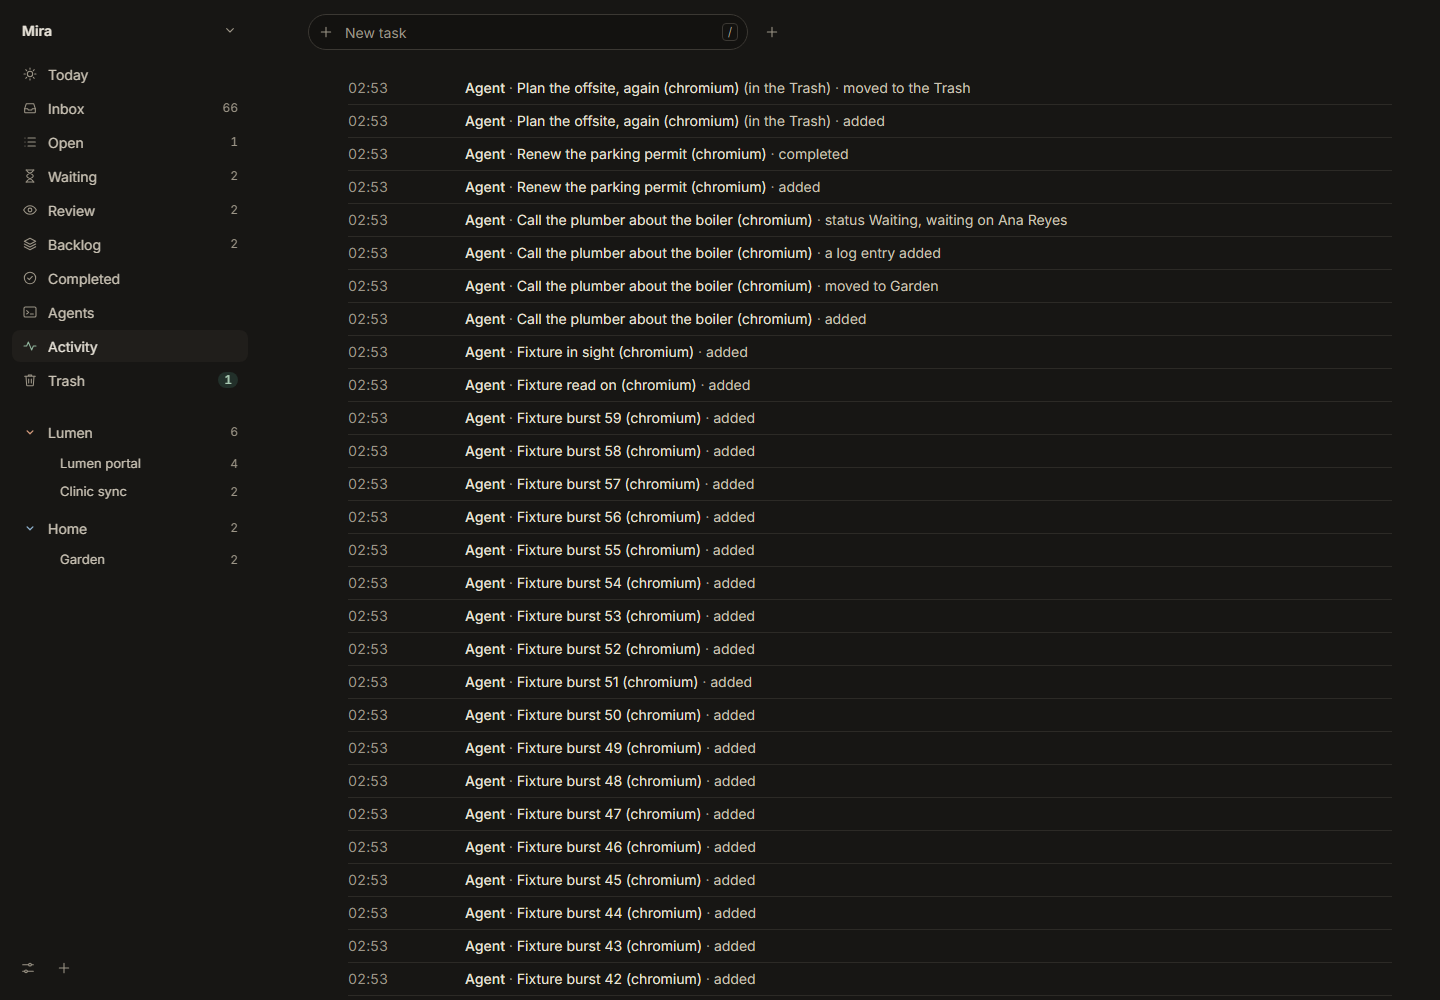 Mira
New task /
Today
Inbox 66
Open 1
Waiting 2
Review 2
Backlog 2
Completed
Agents
Activity
Trash 1
Lumen 6
Lumen portal 4
Clinic sync 2
Home 2
Garden 2
02:53 Agent · Plan the offsite, again (chromium) (in the Trash) · moved to the Trash
02:53 Agent · Plan the offsite, again (chromium) (in the Trash) · added
02:53 Agent · Renew the parking permit (chromium) · completed
02:53 Agent · Renew the parking permit (chromium) · added
02:53 Agent · Call the plumber about the boiler (chromium) · status Waiting, waiting on Ana Reyes
02:53 Agent · Call the plumber about the boiler (chromium) · a log entry added
02:53 Agent · Call the plumber about the boiler (chromium) · moved to Garden
02:53 Agent · Call the plumber about the boiler (chromium) · added
02:53 Agent · Fixture in sight (chromium) · added
02:53 Agent · Fixture read on (chromium) · added
02:53 Agent · Fixture burst 59 (chromium) · added
02:53 Agent · Fixture burst 58 (chromium) · added
02:53 Agent · Fixture burst 57 (chromium) · added
02:53 Agent · Fixture burst 56 (chromium) · added
02:53 Agent · Fixture burst 55 (chromium) · added
02:53 Agent · Fixture burst 54 (chromium) · added
02:53 Agent · Fixture burst 53 (chromium) · added
02:53 Agent · Fixture burst 52 (chromium) · added
02:53 Agent · Fixture burst 51 (chromium) · added
02:53 Agent · Fixture burst 50 (chromium) · added
02:53 Agent · Fixture burst 49 (chromium) · added
02:53 Agent · Fixture burst 48 (chromium) · added
02:53 Agent · Fixture burst 47 (chromium) · added
02:53 Agent · Fixture burst 46 (chromium) · added
02:53 Agent · Fixture burst 45 (chromium) · added
02:53 Agent · Fixture burst 44 (chromium) · added
02:53 Agent · Fixture burst 43 (chromium) · added
02:53 Agent · Fixture burst 42 (chromium) · added